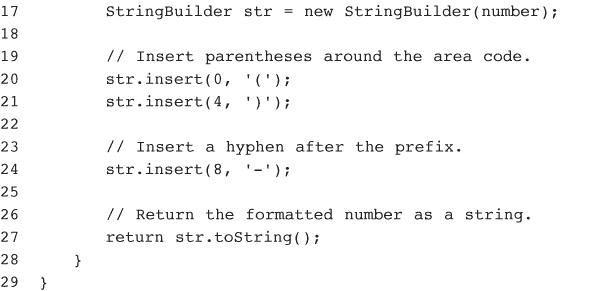 17 StringBuilder str = new StringBuilder(number);
18
19 // Insert parentheses around the area code.
20 str.insert(0, '(');
21 str.insert(4, ')');
22
23 // Insert a hyphen after the prefix.
24 str.insert(8, '-');
25
26 // Return the formatted number as a string.
27 return str.toString();
28 }
29 }